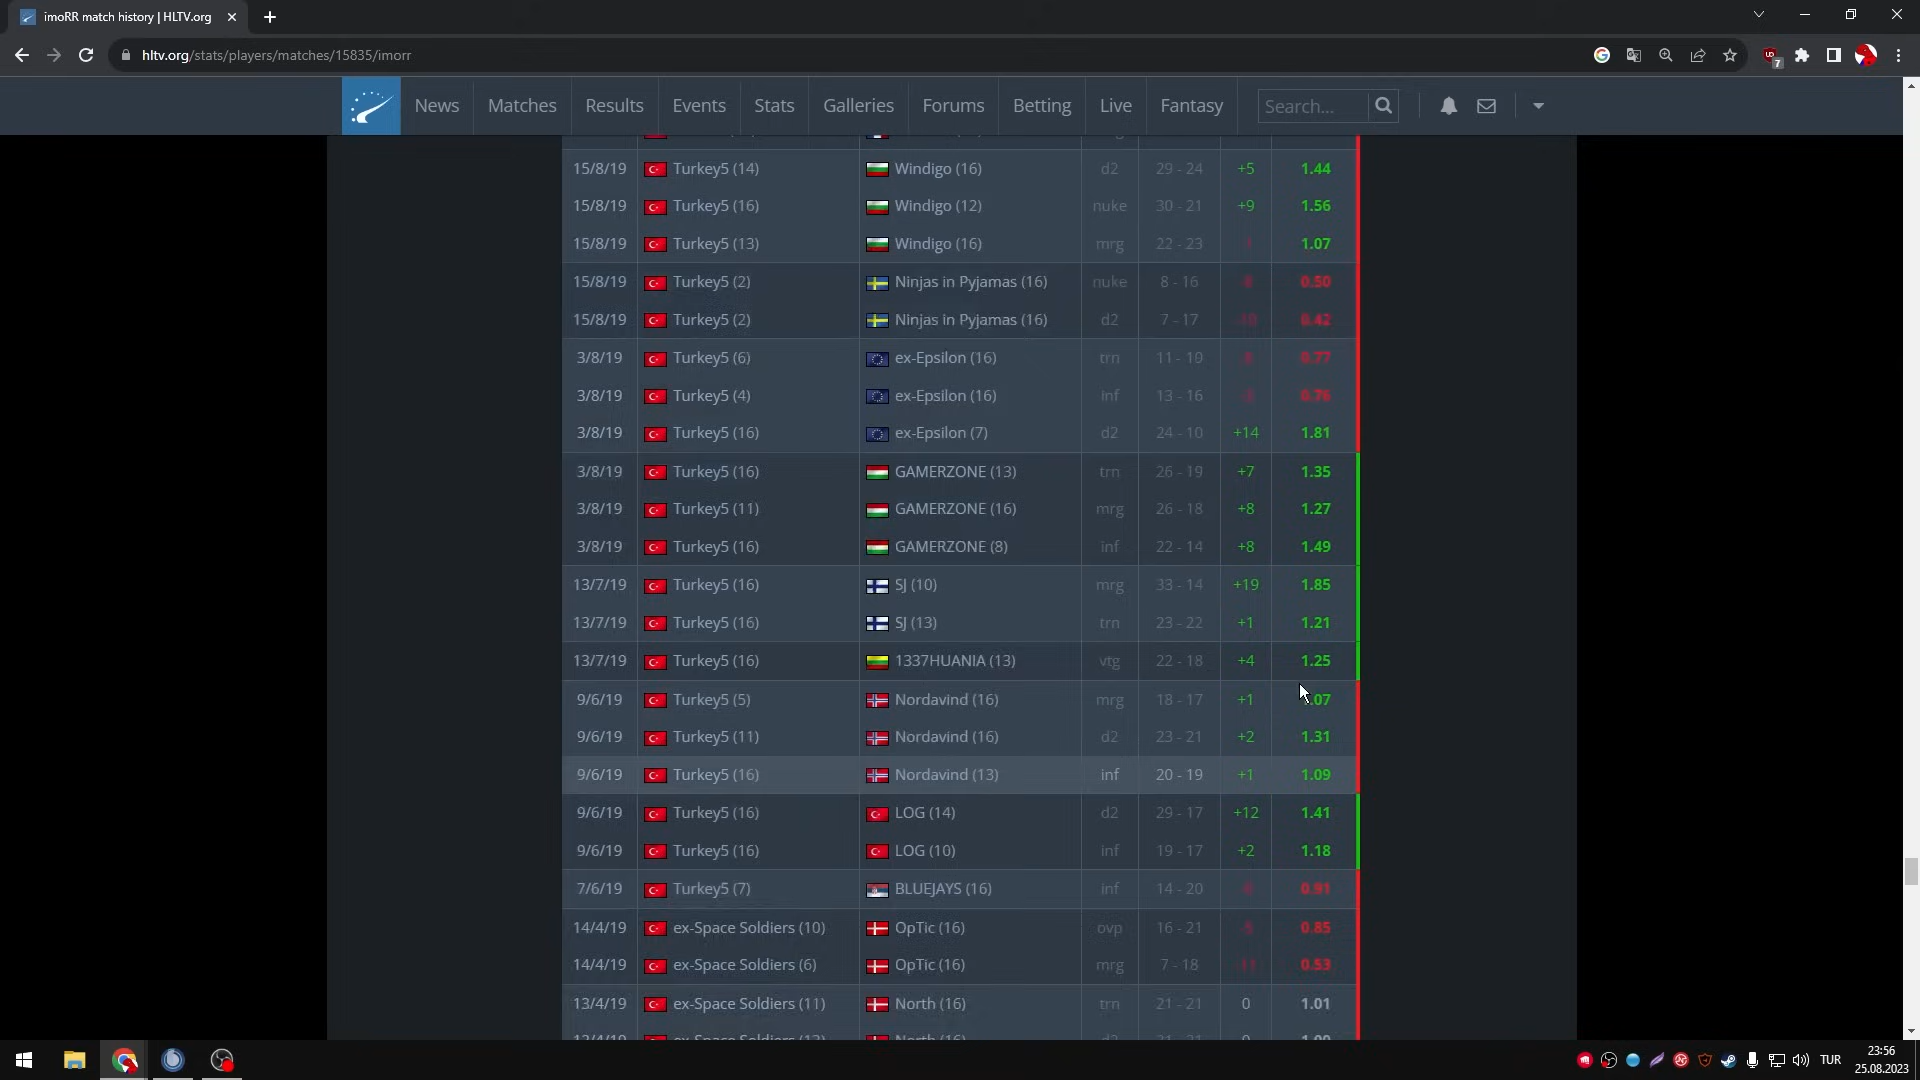 imoRR match history | HLTV.org
hltv.org/stats/players/matches/15835/imorr
7
News Matches Results Events Stats Galleries Forums Betting Live Fantasy Search...
15/8/19 Turkey5 (14) Windigo (16) d2 29 - 24 +5 1.44
15/8/19 Turkey5 (16) Windigo (12) nuke 30 - 21 +9 1.56
15/8/19 Turkey5 (13) Windigo (16) mrg 22 - 23 1.07
15/8/19 Turkey5 (2) Ninjas in Pyjamas (16) nuke 8 - 16 0.50
15/8/19 Turkey5 (2) Ninjas in Pyjamas (16) d2 7 - 17 0.42
3/8/19 Turkey5 (6) ex-Epsilon (16) trn 0.77
3/8/19 Turkey5 (4) ex-Epsilon (16) inf 13 - 16 0.76
3/8/19 Turkey5 (16) ex-Epsilon (7) d2 24 - 10 +14 1.81
3/8/19 Turkey5 (16) GAMERZONE (13) trn 26 - 19 +7 1.35
3/8/19 Turkey5 (11) GAMERZONE (16) mrg 26 - 18 +8 1.27
3/8/19 Turkey5 (16) GAMERZONE (8) inf 22 - 14 +8 1.49
13/7/19 Turkey5 (16) SJ (10) mrg 33 - 14 +19 1.85
13/7/19 Turkey5 (16) SJ (13) trn 23 - 22 +1 1.21
13/7/19 Turkey5 (16) 1337HUANIA (13) vtg 22 - 18 +4 1.25
9/6/19 Turkey5 (5) Nordavind (16) mrg 18 - 17 +1 .07
9/6/19 Turkey5 (11) Nordavind (16) d2 23 - 21 +2 1.31
9/6/19 Turkey5 (16) Nordavind (13) inf 20 - 19 +1 1.09
9/6/19 Turkey5 (16) LOG (14) d2 29 - 17 +12 1.41
9/6/19 Turkey5 (16) LOG (10) inf 19 - 17 +2 1.18
7/6/19 Turkey5 (7) BLUEJAYS (16) inf 14 - 20 0.91
14/4/19 ex-Space Soldiers (10) OpTic (16) ovp 16 - 21 0.85
14/4/19 ex-Space Soldiers (6) OpTic (16) mrg 7 - 18 -11 0.53
13/4/19 ex-Space Soldiers (11) North (16) trn 21 - 21 0 1.01
TUR
23:56
25.08.2023